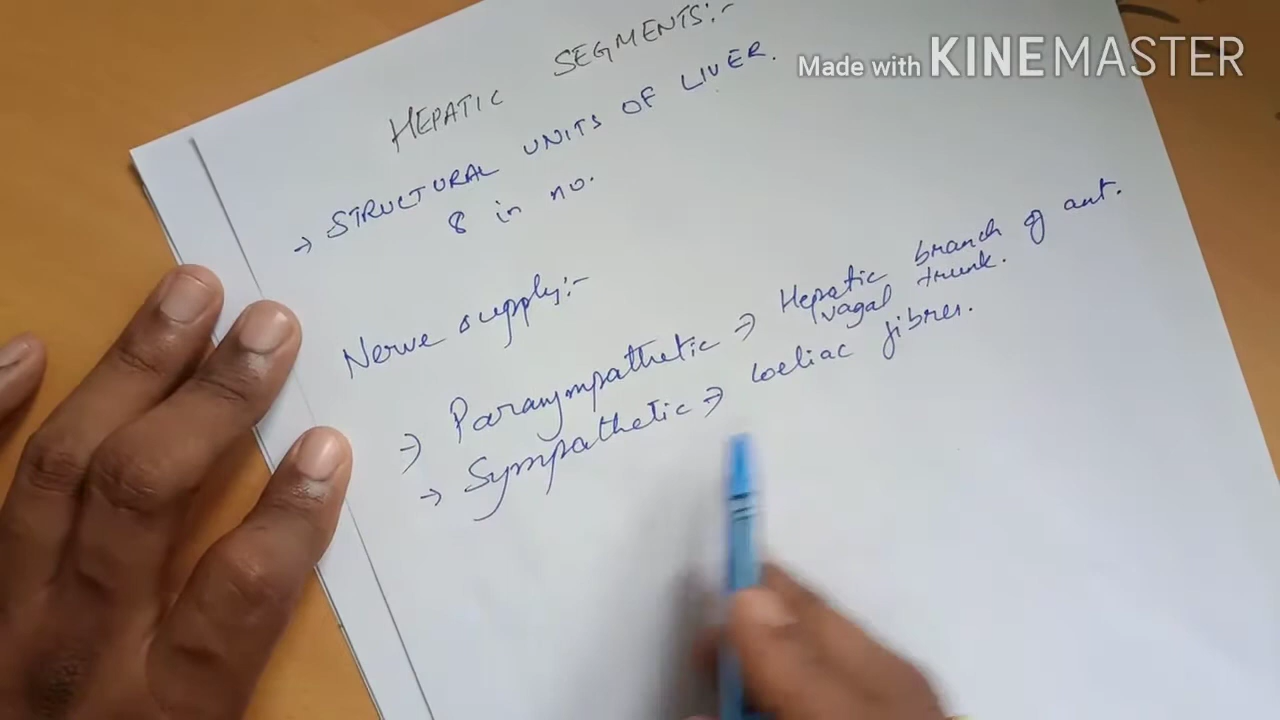 HEPATIC SEGMENTS:-
→ STRUCTURAL UNITS OF LIVER.
8 in no.
Nerve supply:-
→ Parasympathetic → Hepatic branch of ant.
vagal trunk.
→ Sympathetic → Coeliac fibres.
Made with KINEMASTER